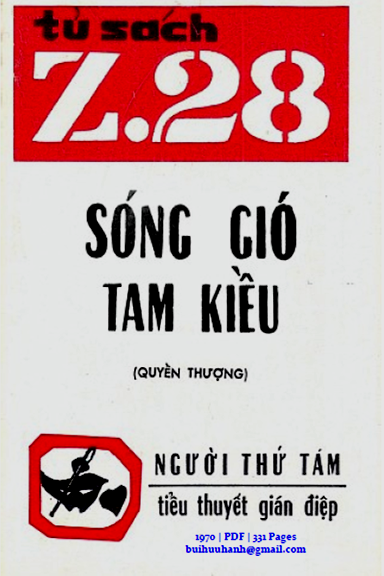 tủ sách
Z.28
SÓNG GIÓ
TAM KIỀU
(QUYỀN THƯỢNG)
NGƯỜI THỨ TÁM
tiểu thuyết gián điệp
1970 | PDF | 331 Pages
buihuuhanh@gmail.com